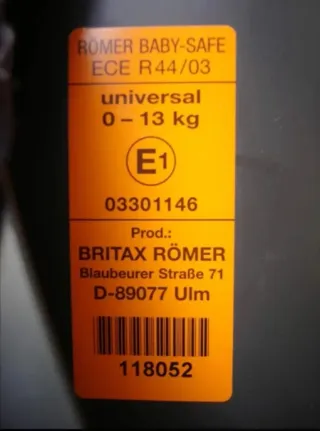 RÖMER BABY-SAFE
ECE R44/03
universal
0 – 13 kg
E1
03301146
Prod.:
BRITAX RÖMER
Blaubeurer Straße 71
D-89077 Ulm
118052